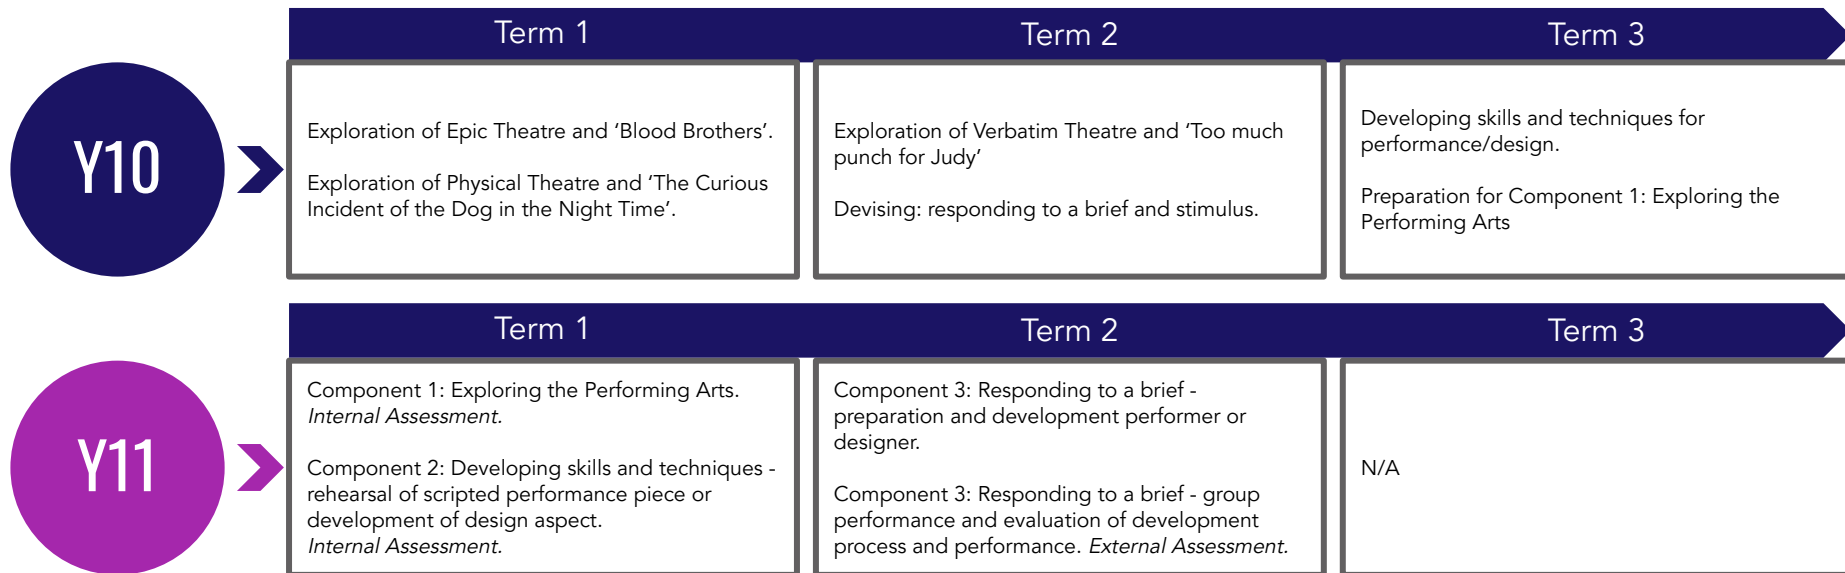 Term 1
Term 2
Term 3
Y10
Exploration of Epic Theatre and ‘Blood Brothers’.
Exploration of Physical Theatre and ‘The Curious
Incident of the Dog in the Night Time’.
Exploration of Verbatim Theatre and ‘Too much
punch for Judy’
Devising: responding to a brief and stimulus.
Developing skills and techniques for
performance/design.
Preparation for Component 1: Exploring the
Performing Arts
Term 1
Term 2
Term 3
Y11
Component 1: Exploring the Performing Arts.
Internal Assessment.
Component 2: Developing skills and techniques -
rehearsal of scripted performance piece or
development of design aspect.
Internal Assessment.
Component 3: Responding to a brief -
preparation and development performer or
designer.
Component 3: Responding to a brief - group
performance and evaluation of development
process and performance. External Assessment.
N/A